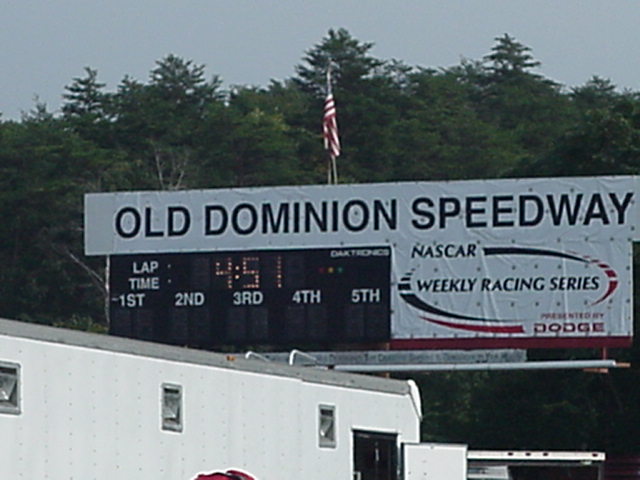 OLD DOMINION SPEEDWAY
DAKTRONICS
LAP
TIME
4:51
1ST 2ND 3RD 4TH 5TH
NASCAR
WEEKLY RACING SERIES
PRESENTED BY
DODGE